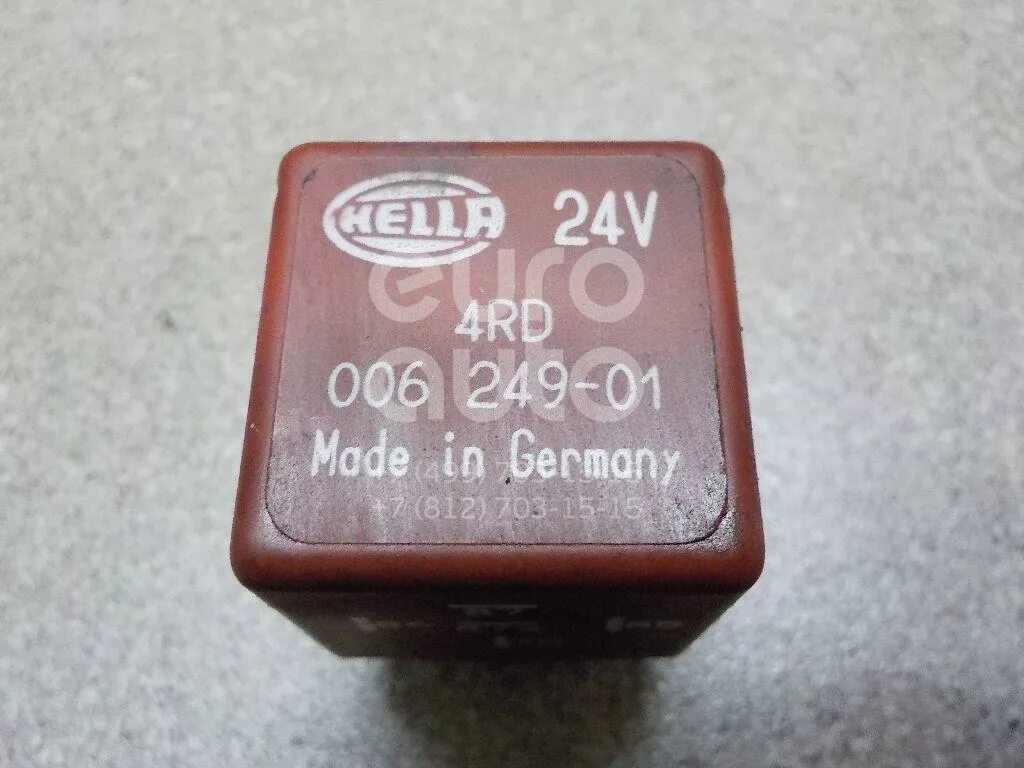 HELLA 24V
euro
4RD
auto
006 249-01
Made in Germany
+7 (812) 703-15-15